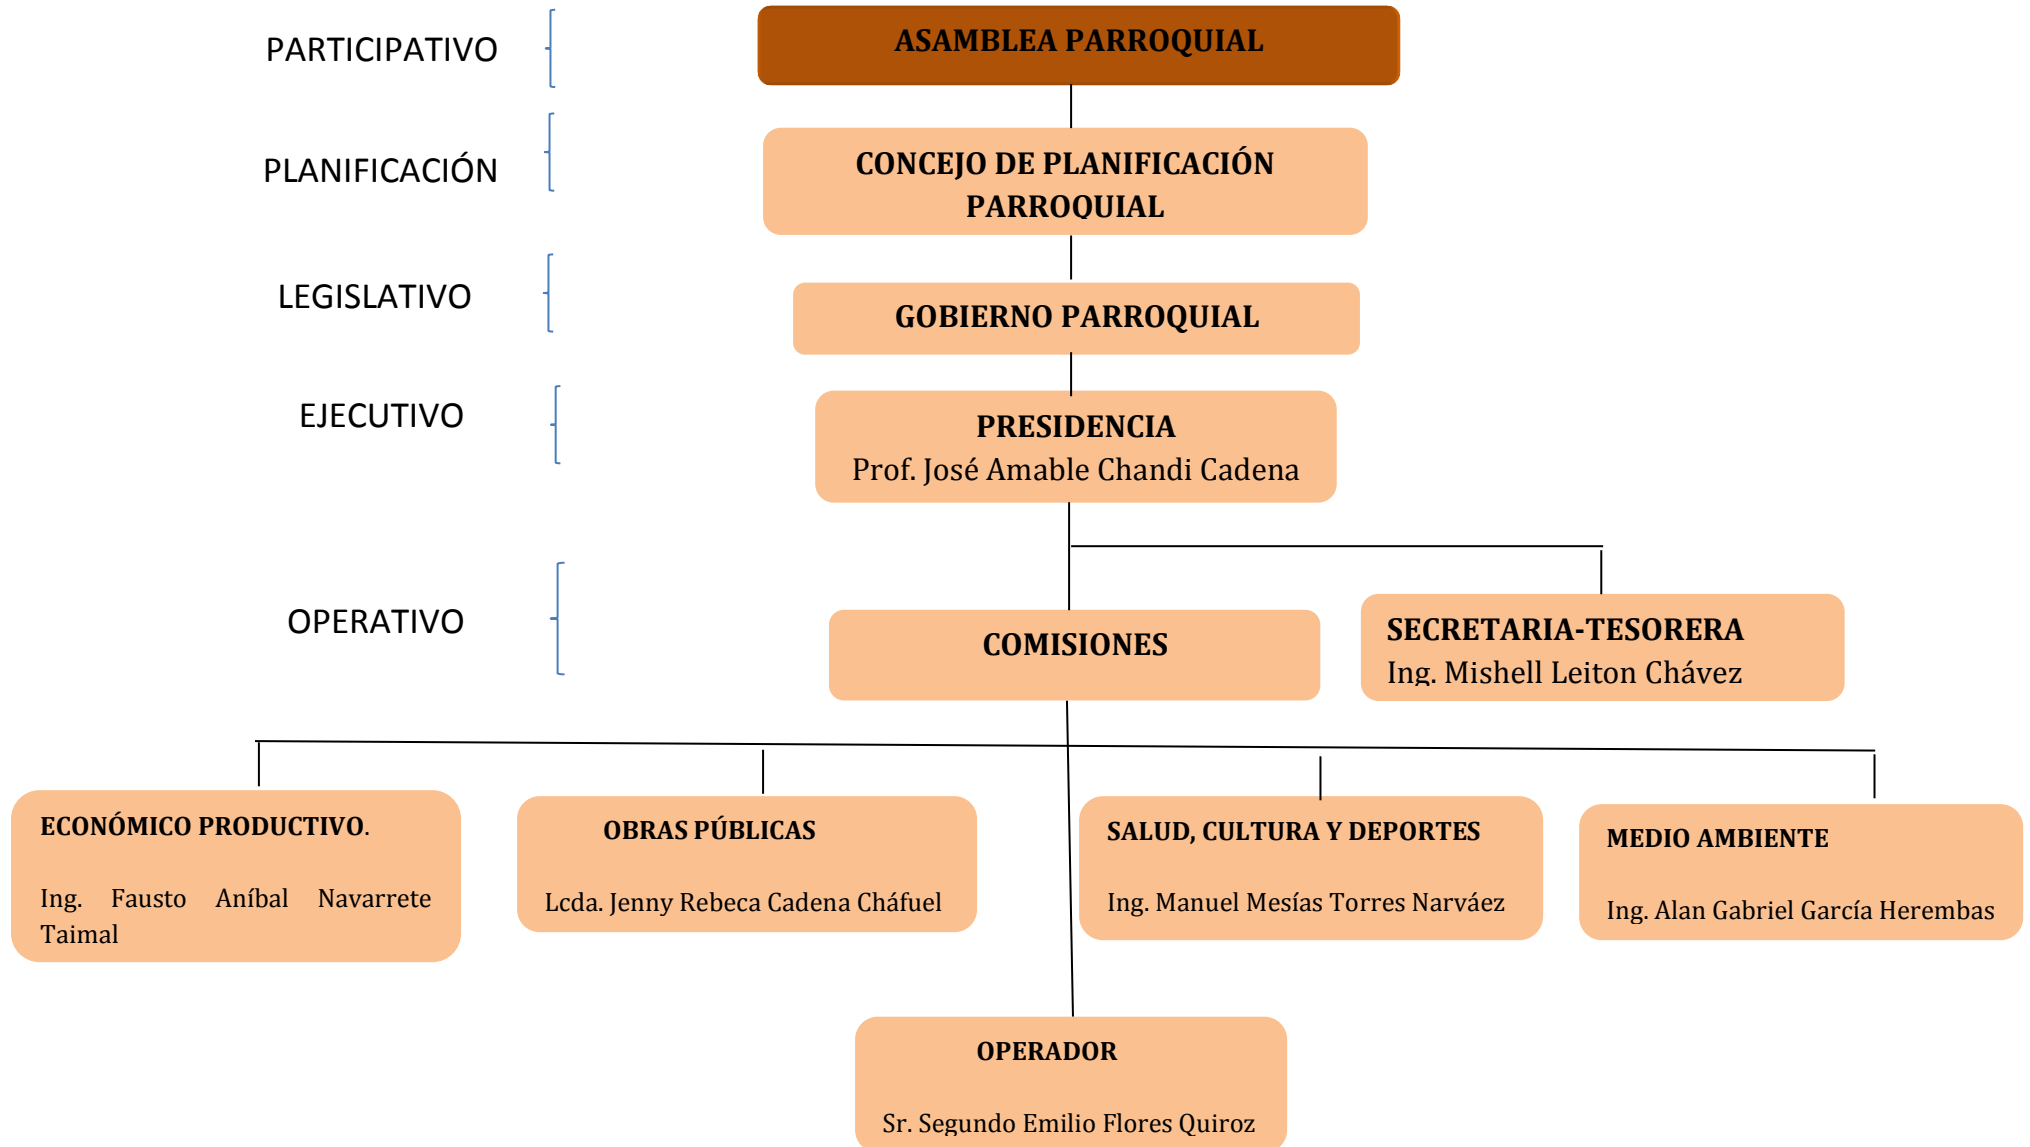 PARTICIPATIVO
ASAMBLEA PARROQUIAL
PLANIFICACIÓN
CONCEJO DE PLANIFICACIÓN
PARROQUIAL
LEGISLATIVO
GOBIERNO PARROQUIAL
EJECUTIVO
PRESIDENCIA
Prof. José Amable Chandi Cadena
OPERATIVO
COMISIONES
SECRETARIA-TESORERA
Ing. Mishell Leiton Chávez
ECONÓMICO PRODUCTIVO.
Ing. Fausto Aníbal Navarrete
Taimal
OBRAS PÚBLICAS
Lcda. Jenny Rebeca Cadena Cháfuel
SALUD, CULTURA Y DEPORTES
Ing. Manuel Mesías Torres Narváez
MEDIO AMBIENTE
Ing. Alan Gabriel García Herembas
OPERADOR
Sr. Segundo Emilio Flores Quiroz